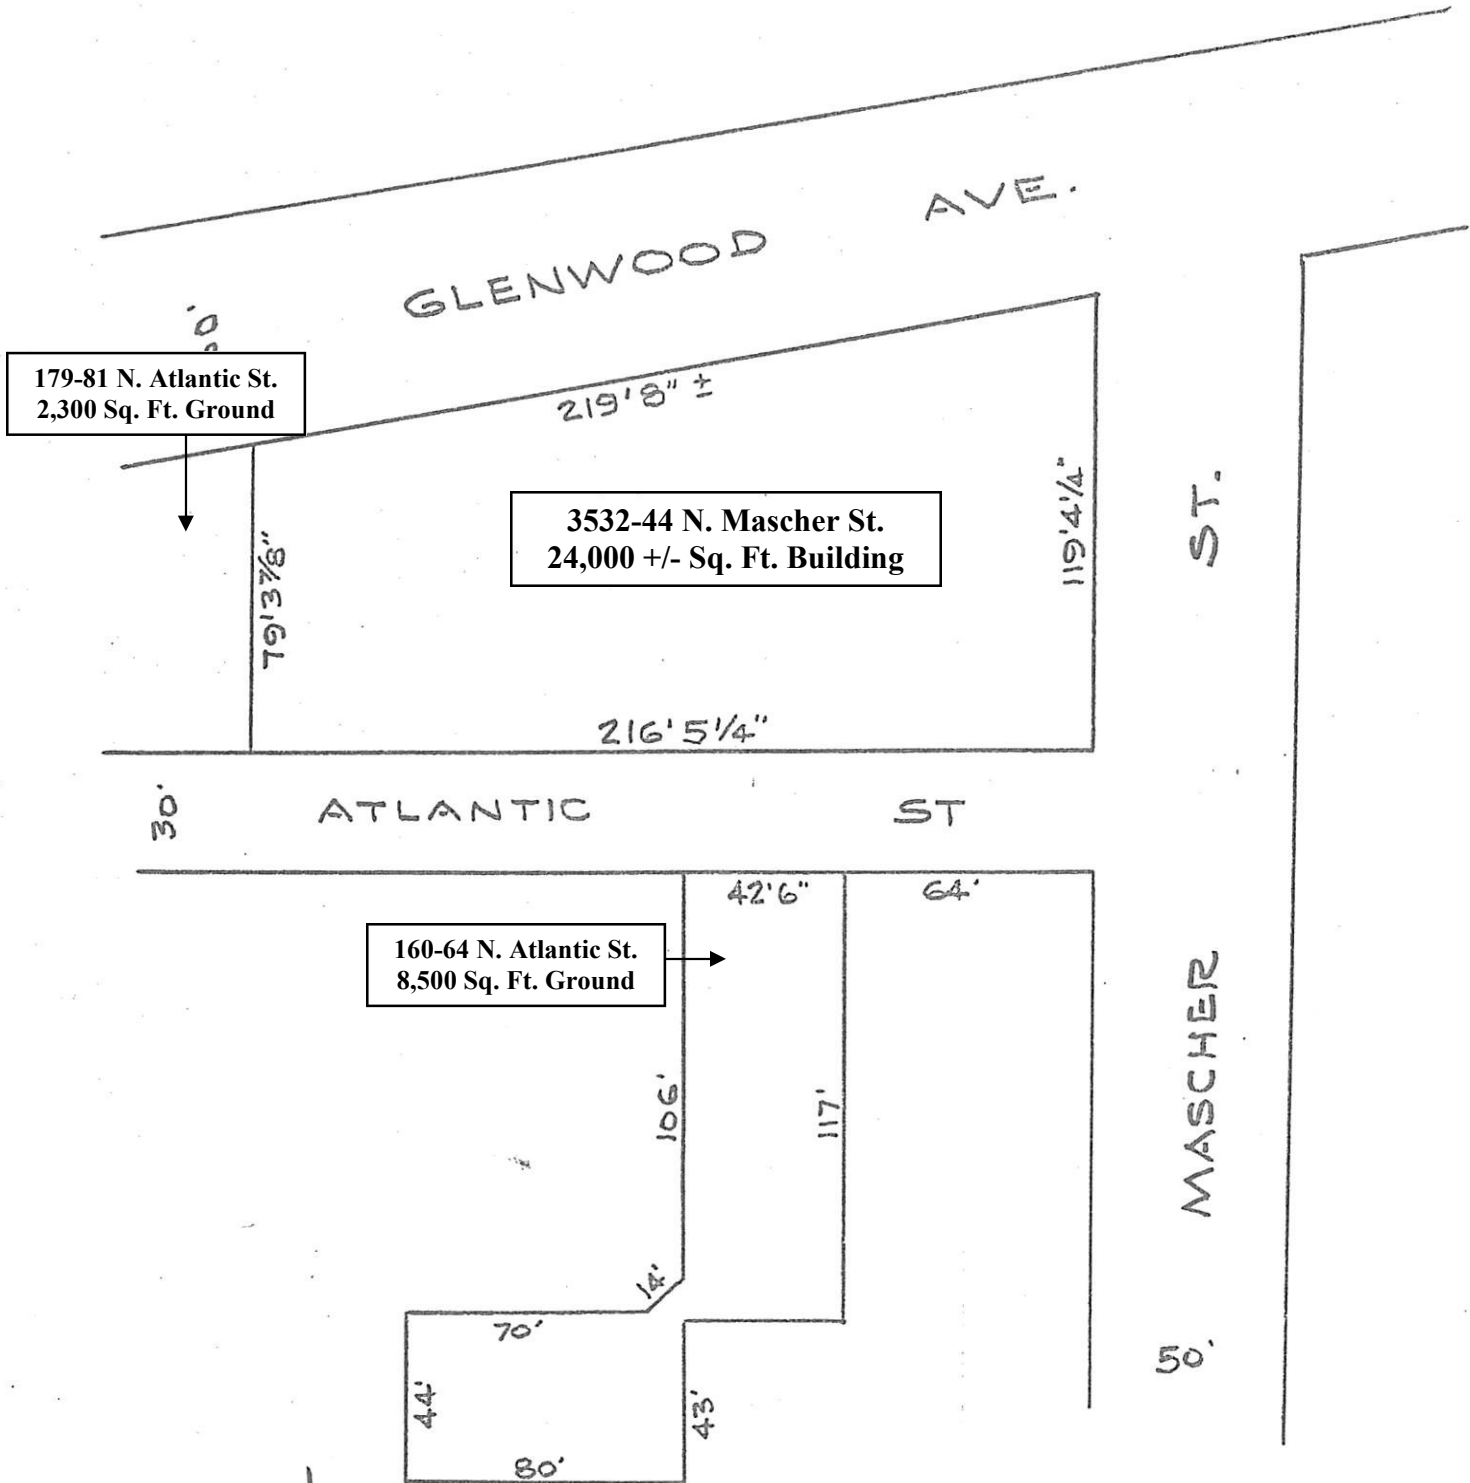 GLENWOOD AVE.
179-81 N. Atlantic St.
2,300 Sq. Ft. Ground
219'8" ±
3532-44 N. Mascher St.
24,000 +/- Sq. Ft. Building
79'3⅞"
119'4¼"
ST.
216'5¼"
30'
ATLANTIC ST
42'6"
64'
160-64 N. Atlantic St.
8,500 Sq. Ft. Ground
106'
117'
MASCHER
14'
70'
50'
44'
43'
80'